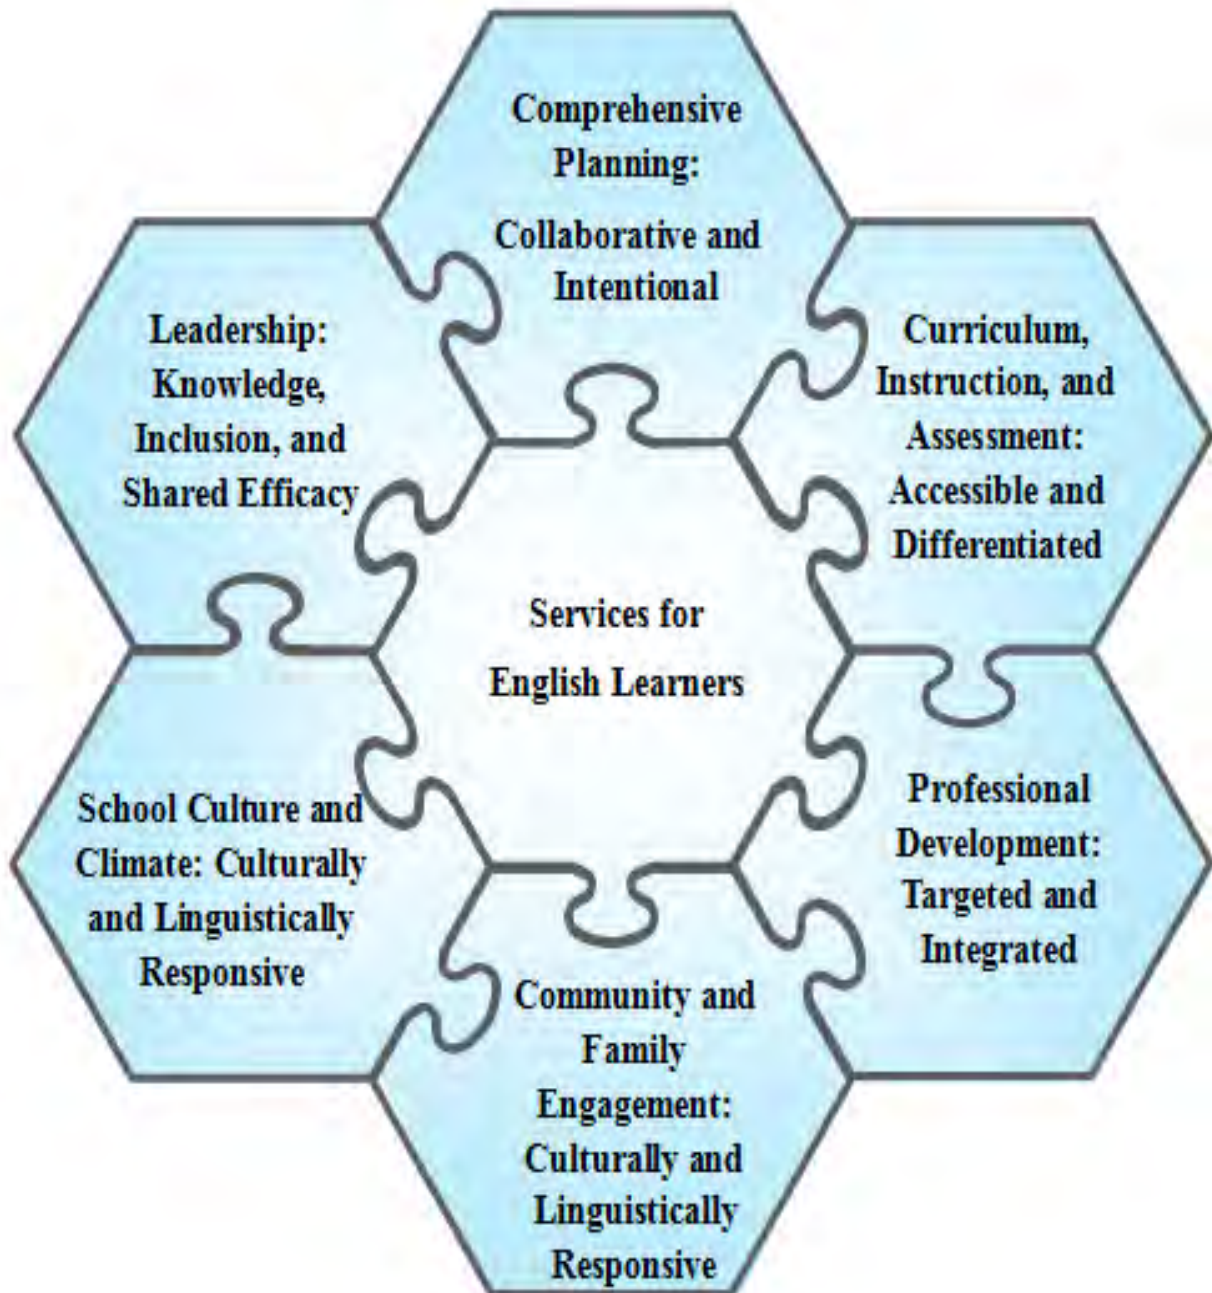 Comprehensive
Planning:
Collaborative and
Intentional
Leadership:
Knowledge,
Inclusion, and
Shared Efficacy
Curriculum,
Instruction, and
Assessment:
Accessible and
Differentiated
Services for
English Learners
School Culture and
Climate: Culturally
and Linguistically
Responsive
Professional
Development:
Targeted and
Integrated
Community and
Family
Engagement:
Culturally and
Linguistically
Responsive